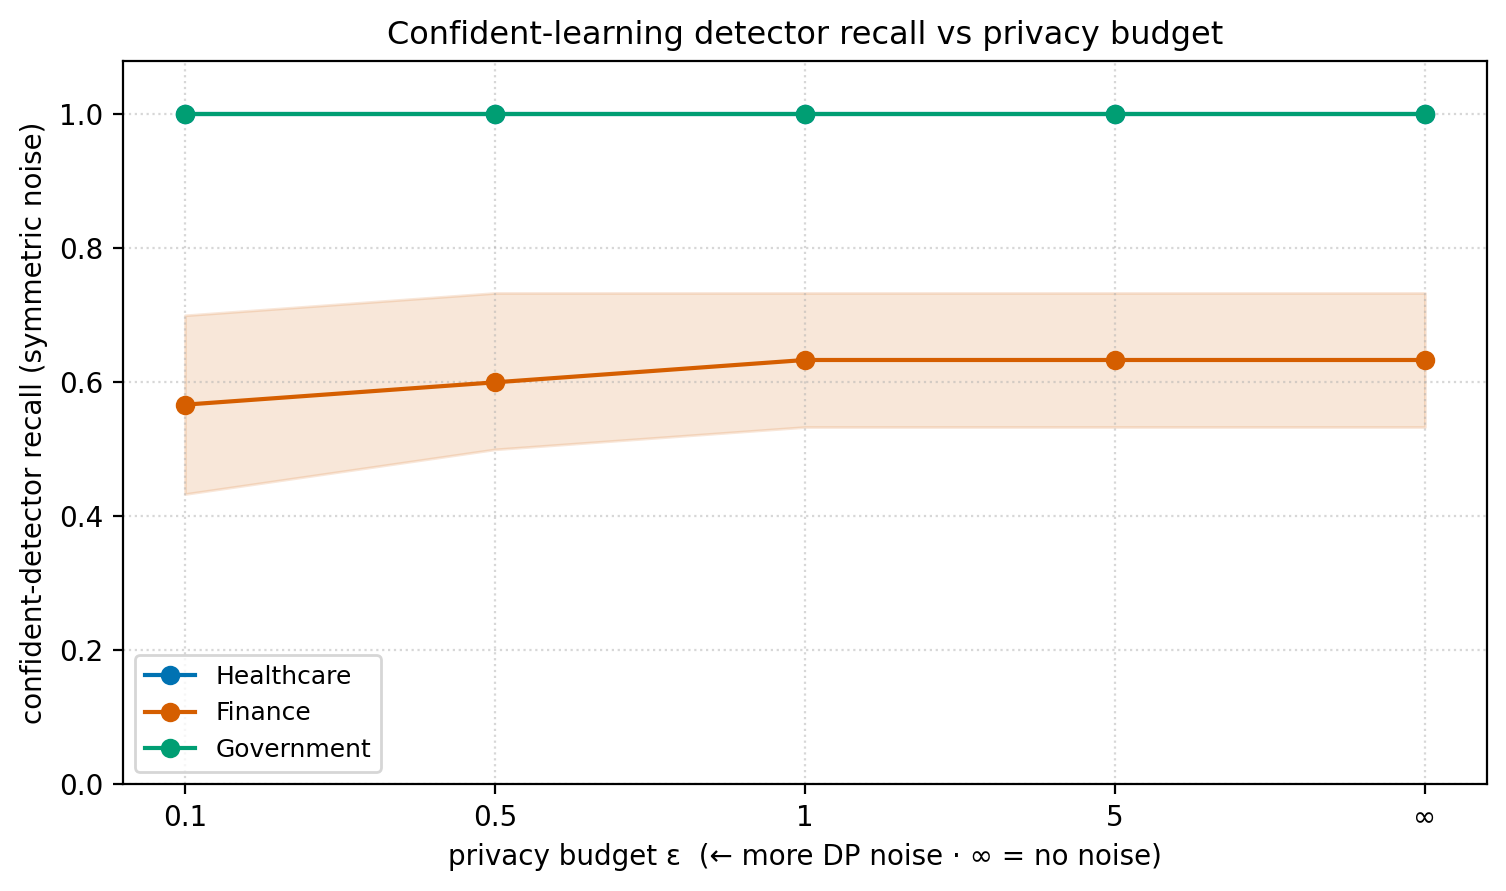 Confident-learning detector recall vs privacy budget
confident-detector recall (symmetric noise)
1.0
0.8
0.6
0.4
0.2
0.0
Healthcare
Finance
Government
0.1 0.5 1 5 ∞
privacy budget ε (← more DP noise · ∞ = no noise)